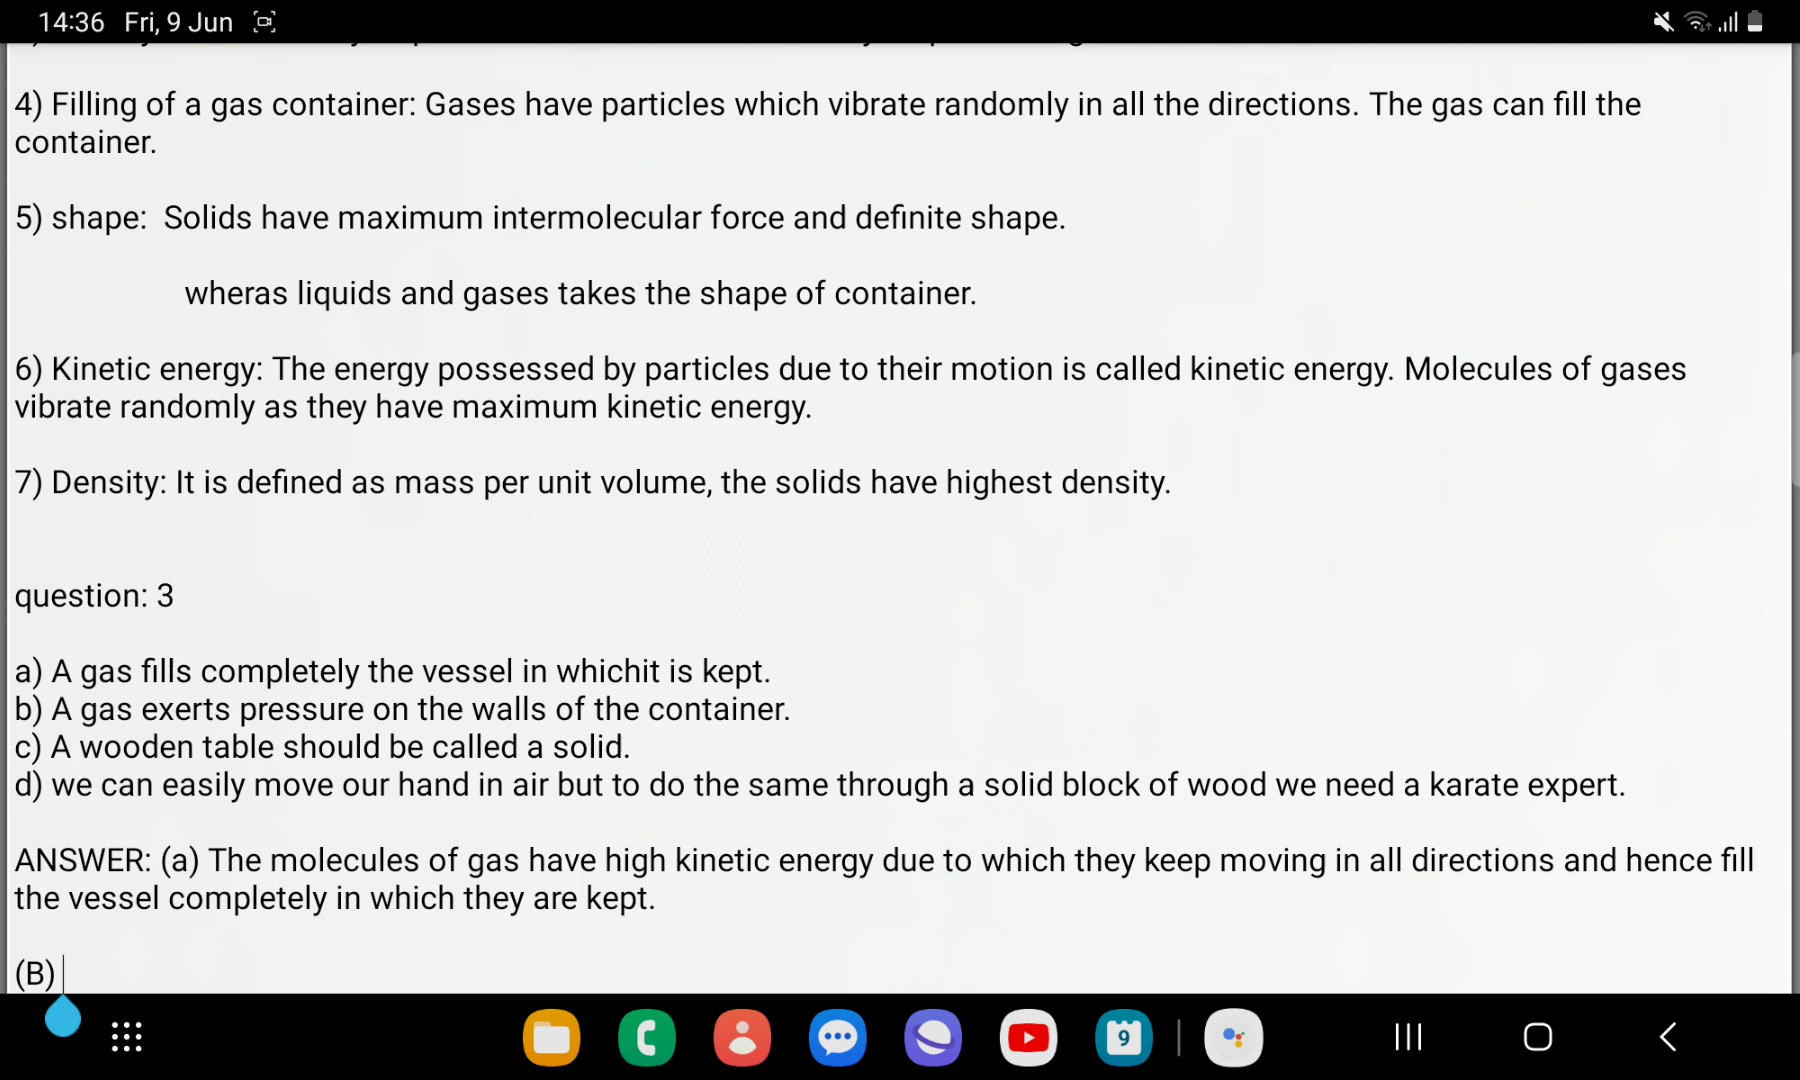 14:36 Fri, 9 Jun
4) Filling of a gas container: Gases have particles which vibrate randomly in all the directions. The gas can fill the
container.
5) shape:  Solids have maximum intermolecular force and definite shape.
wheras liquids and gases takes the shape of container.
6) Kinetic energy: The energy possessed by particles due to their motion is called kinetic energy. Molecules of gases
vibrate randomly as they have maximum kinetic energy.
7) Density: It is defined as mass per unit volume, the solids have highest density.
question: 3
a) A gas fills completely the vessel in whichit is kept.
b) A gas exerts pressure on the walls of the container.
c) A wooden table should be called a solid.
d) we can easily move our hand in air but to do the same through a solid block of wood we need a karate expert.
ANSWER: (a) The molecules of gas have high kinetic energy due to which they keep moving in all directions and hence fill
the vessel completely in which they are kept.
(B)
9